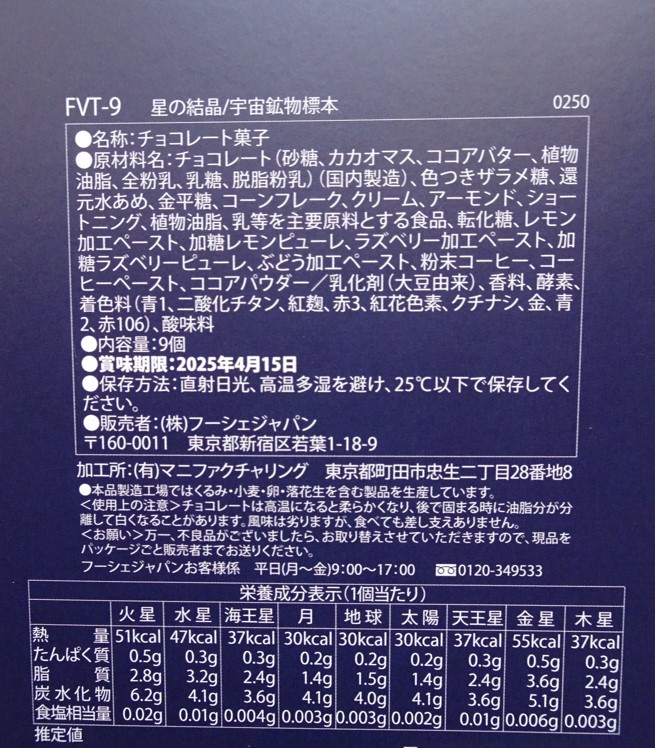 FVT-9 星の結晶/宇宙鉱物標本 0250
●名称：チョコレート菓子
●原材料名：チョコレート（砂糖、カカオマス、ココアバター、植物
油脂、全粉乳、乳糖、脱脂粉乳）（国内製造）、色つきザラメ糖、還
元水あめ、金平糖、コーンフレーク、クリーム、アーモンド、ショー
トニング、植物油脂、乳等を主要原料とする食品、転化糖、レモン
加工ペースト、加糖レモンピューレ、ラズベリー加工ペースト、加
糖ラズベリーピューレ、ぶどう加工ペースト、粉末コーヒー、コー
ヒーペースト、ココアパウダー／乳化剤（大豆由来）、香料、酵素、
着色料（青1、二酸化チタン、紅麹、赤3、紅花色素、クチナシ、金、青
2、赤106）、酸味料
●内容量：9個
●賞味期限：2025年4月15日
●保存方法：直射日光、高温多湿を避け、25℃以下で保存してく
ださい。
●販売者：(株)フーシェジャパン
〒160-0011 東京都新宿区若葉1-18-9
加工所：(有)マニファクチャリング 東京都町田市忠生二丁目28番地8
●本品製造工場ではくるみ・小麦・卵・落花生を含む製品を生産しています。
＜使用上の注意＞チョコレートは高温になると柔らかくなり、後で固まる時に油脂分が分
離して白くなることがあります。風味は劣りますが、食べても差し支えありません。
＜お願い＞万一、不良品がございましたら、お取り替えさせていただきますので、現品を
パッケージごと販売者までお送りください。
フーシェジャパンお客様係 平日(月〜金)9：00〜17：00 0120-349533
栄養成分表示（1個当たり）
火星 水星 海王星 月 地球 太陽 天王星 金星 木星
熱量 51kcal 47kcal 37kcal 30kcal 30kcal 30kcal 37kcal 55kcal 37kcal
たんぱく質 0.5g 0.3g 0.3g 0.2g 0.2g 0.2g 0.3g 0.5g 0.3g
脂質 2.8g 3.2g 2.4g 1.4g 1.5g 1.4g 2.4g 3.6g 2.4g
炭水化物 6.2g 4.1g 3.6g 4.1g 4.0g 4.1g 3.6g 5.1g 3.6g
食塩相当量 0.02g 0.01g 0.004g 0.003g 0.003g 0.002g 0.01g 0.006g 0.003g
推定値